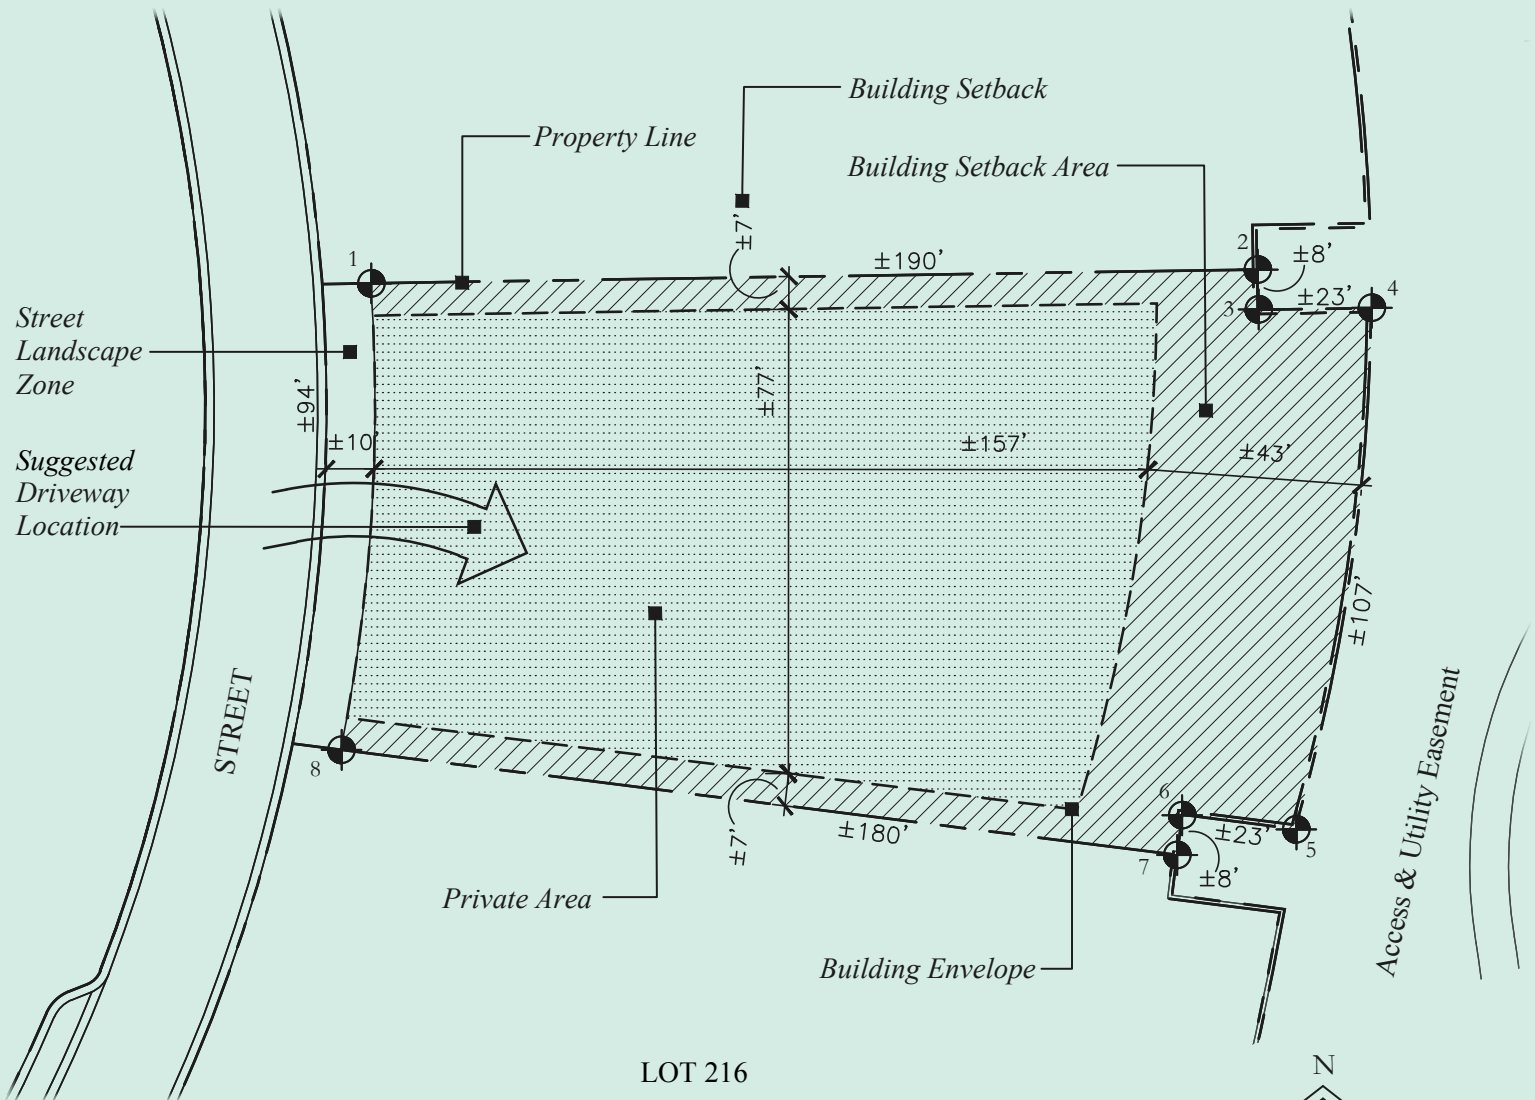 Building Setback
Property Line
Building Setback Area
±7'
±190'
1
2
±8'
±23'
3
4
Street
Landscape
Zone
±94'
±77'
±10'
±157'
±43'
Suggested
Driveway
Location
±107'
STREET
Access & Utility Easement
8
6
±23'
5
7
±8'
±7'
±180'
Private Area
Building Envelope
LOT 216
N